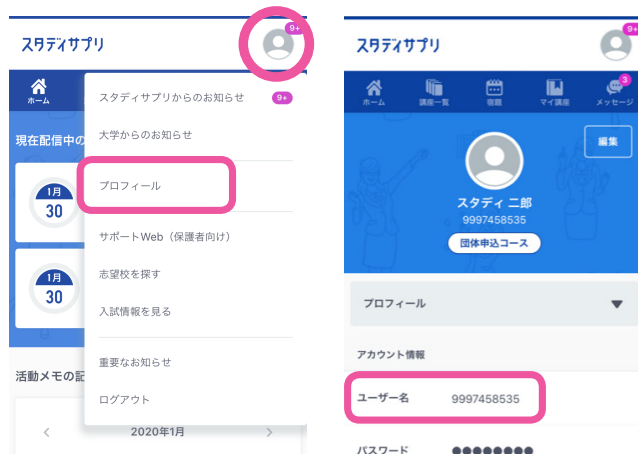 スタディサプリ
9+
ホーム
スタディサプリからのお知らせ 9+
大学からのお知らせ
プロフィール
サポートWeb（保護者向け）
志望校を探す
入試情報を見る
重要なお知らせ
ログアウト
現在配信中の
1月
30
1月
30
活動メモの記
< 2020年1月 >
スタディサプリ
9+
ホーム 講座一覧 宿題 マイ講座 メッセージ
3
編集
スタディ 二郎
9997458535
団体申込コース
プロフィール ▼
アカウント情報
ユーザー名 9997458535
パスワード ●●●●●●●●